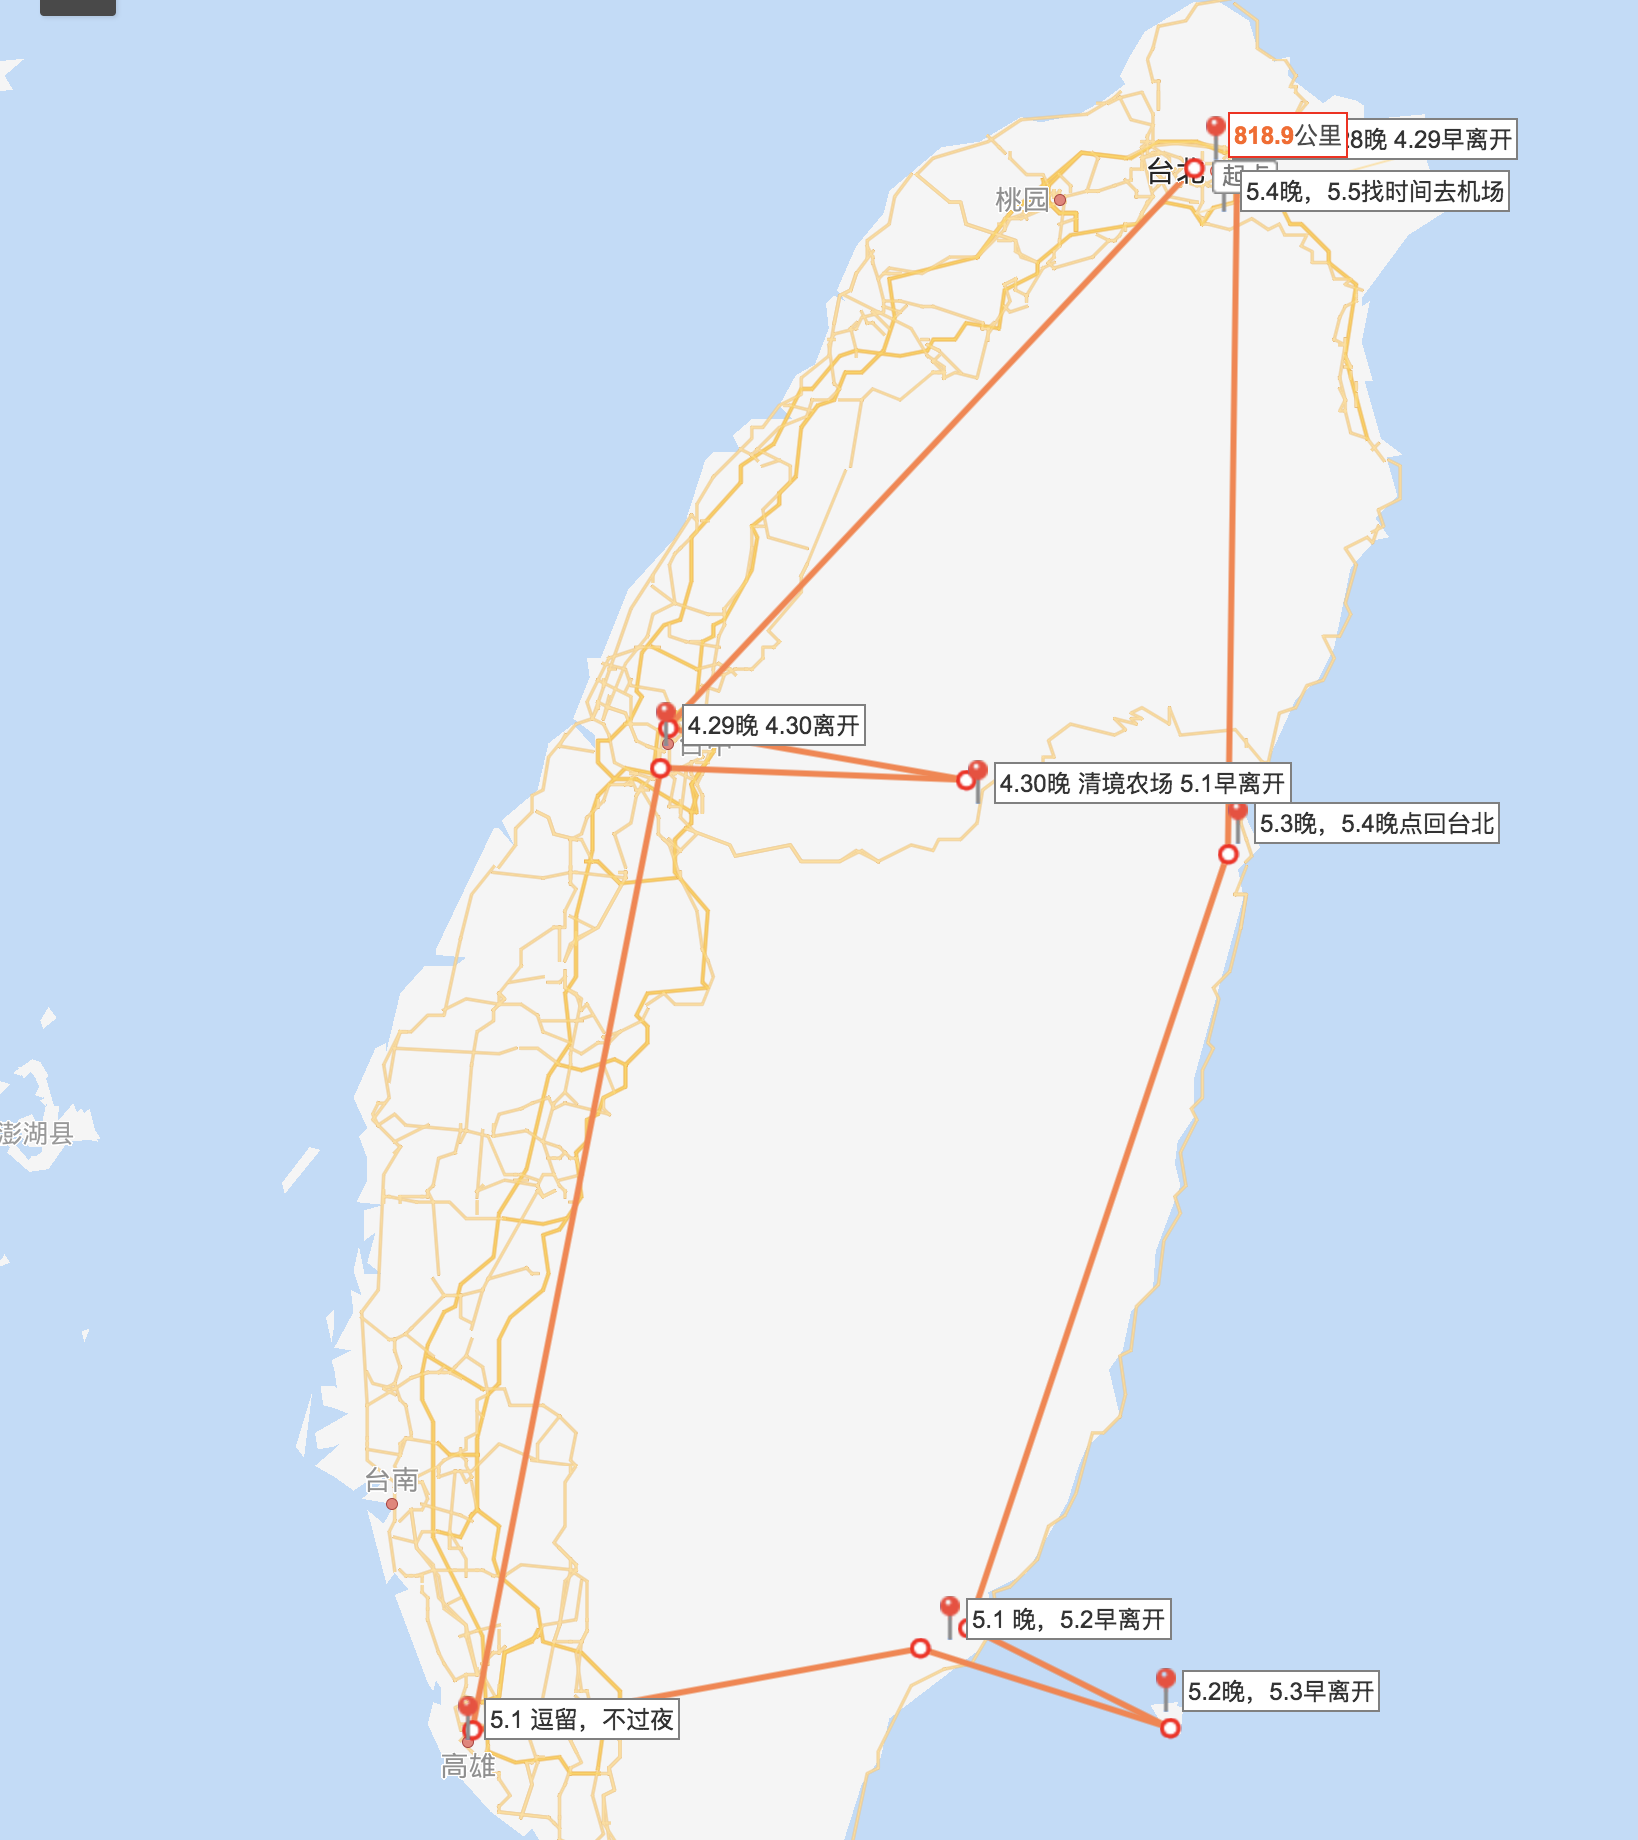 818.9公里
8晚 4.29早离开
台北
起点
桃园
5.4晚，5.5找时间去机场
4.29晚 4.30离开
台中
4.30晚 清境农场 5.1早离开
5.3晚，5.4晚点回台北
澎湖县
台南
5.1 晚，5.2早离开
5.2晚，5.3早离开
5.1 逗留，不过夜
高雄